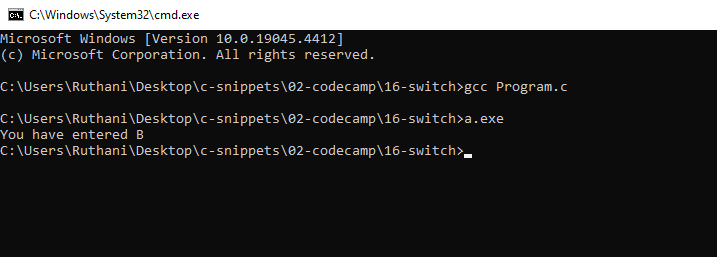 C:\Windows\System32\cmd.exe
Microsoft Windows [Version 10.0.19045.4412]
(c) Microsoft Corporation. All rights reserved.
C:\Users\Ruthani\Desktop\c-snippets\02-codecamp\16-switch>gcc Program.c
C:\Users\Ruthani\Desktop\c-snippets\02-codecamp\16-switch>a.exe
You have entered B
C:\Users\Ruthani\Desktop\c-snippets\02-codecamp\16-switch>